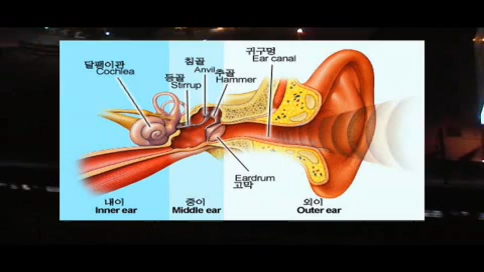 귀구멍
Ear canal
침골
Anvil
추골
Hammer
달팽이관
Cochlea
등골
Stirrup
Eardrum
고막
내이
Inner ear
중이
Middle ear
외이
Outer ear